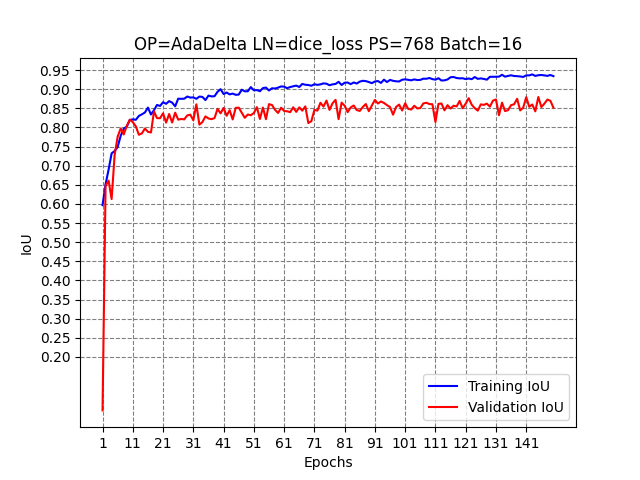 OP=AdaDelta LN=dice_loss PS=768 Batch=16
0.95
0.90
0.85
0.80
0.75
0.70
0.65
0.60
0.55
0.50
0.45
0.40
0.35
0.30
0.25
0.20
IoU
Training IoU
Validation IoU
1 11 21 31 41 51 61 71 81 91 101 111 121 131 141
Epochs